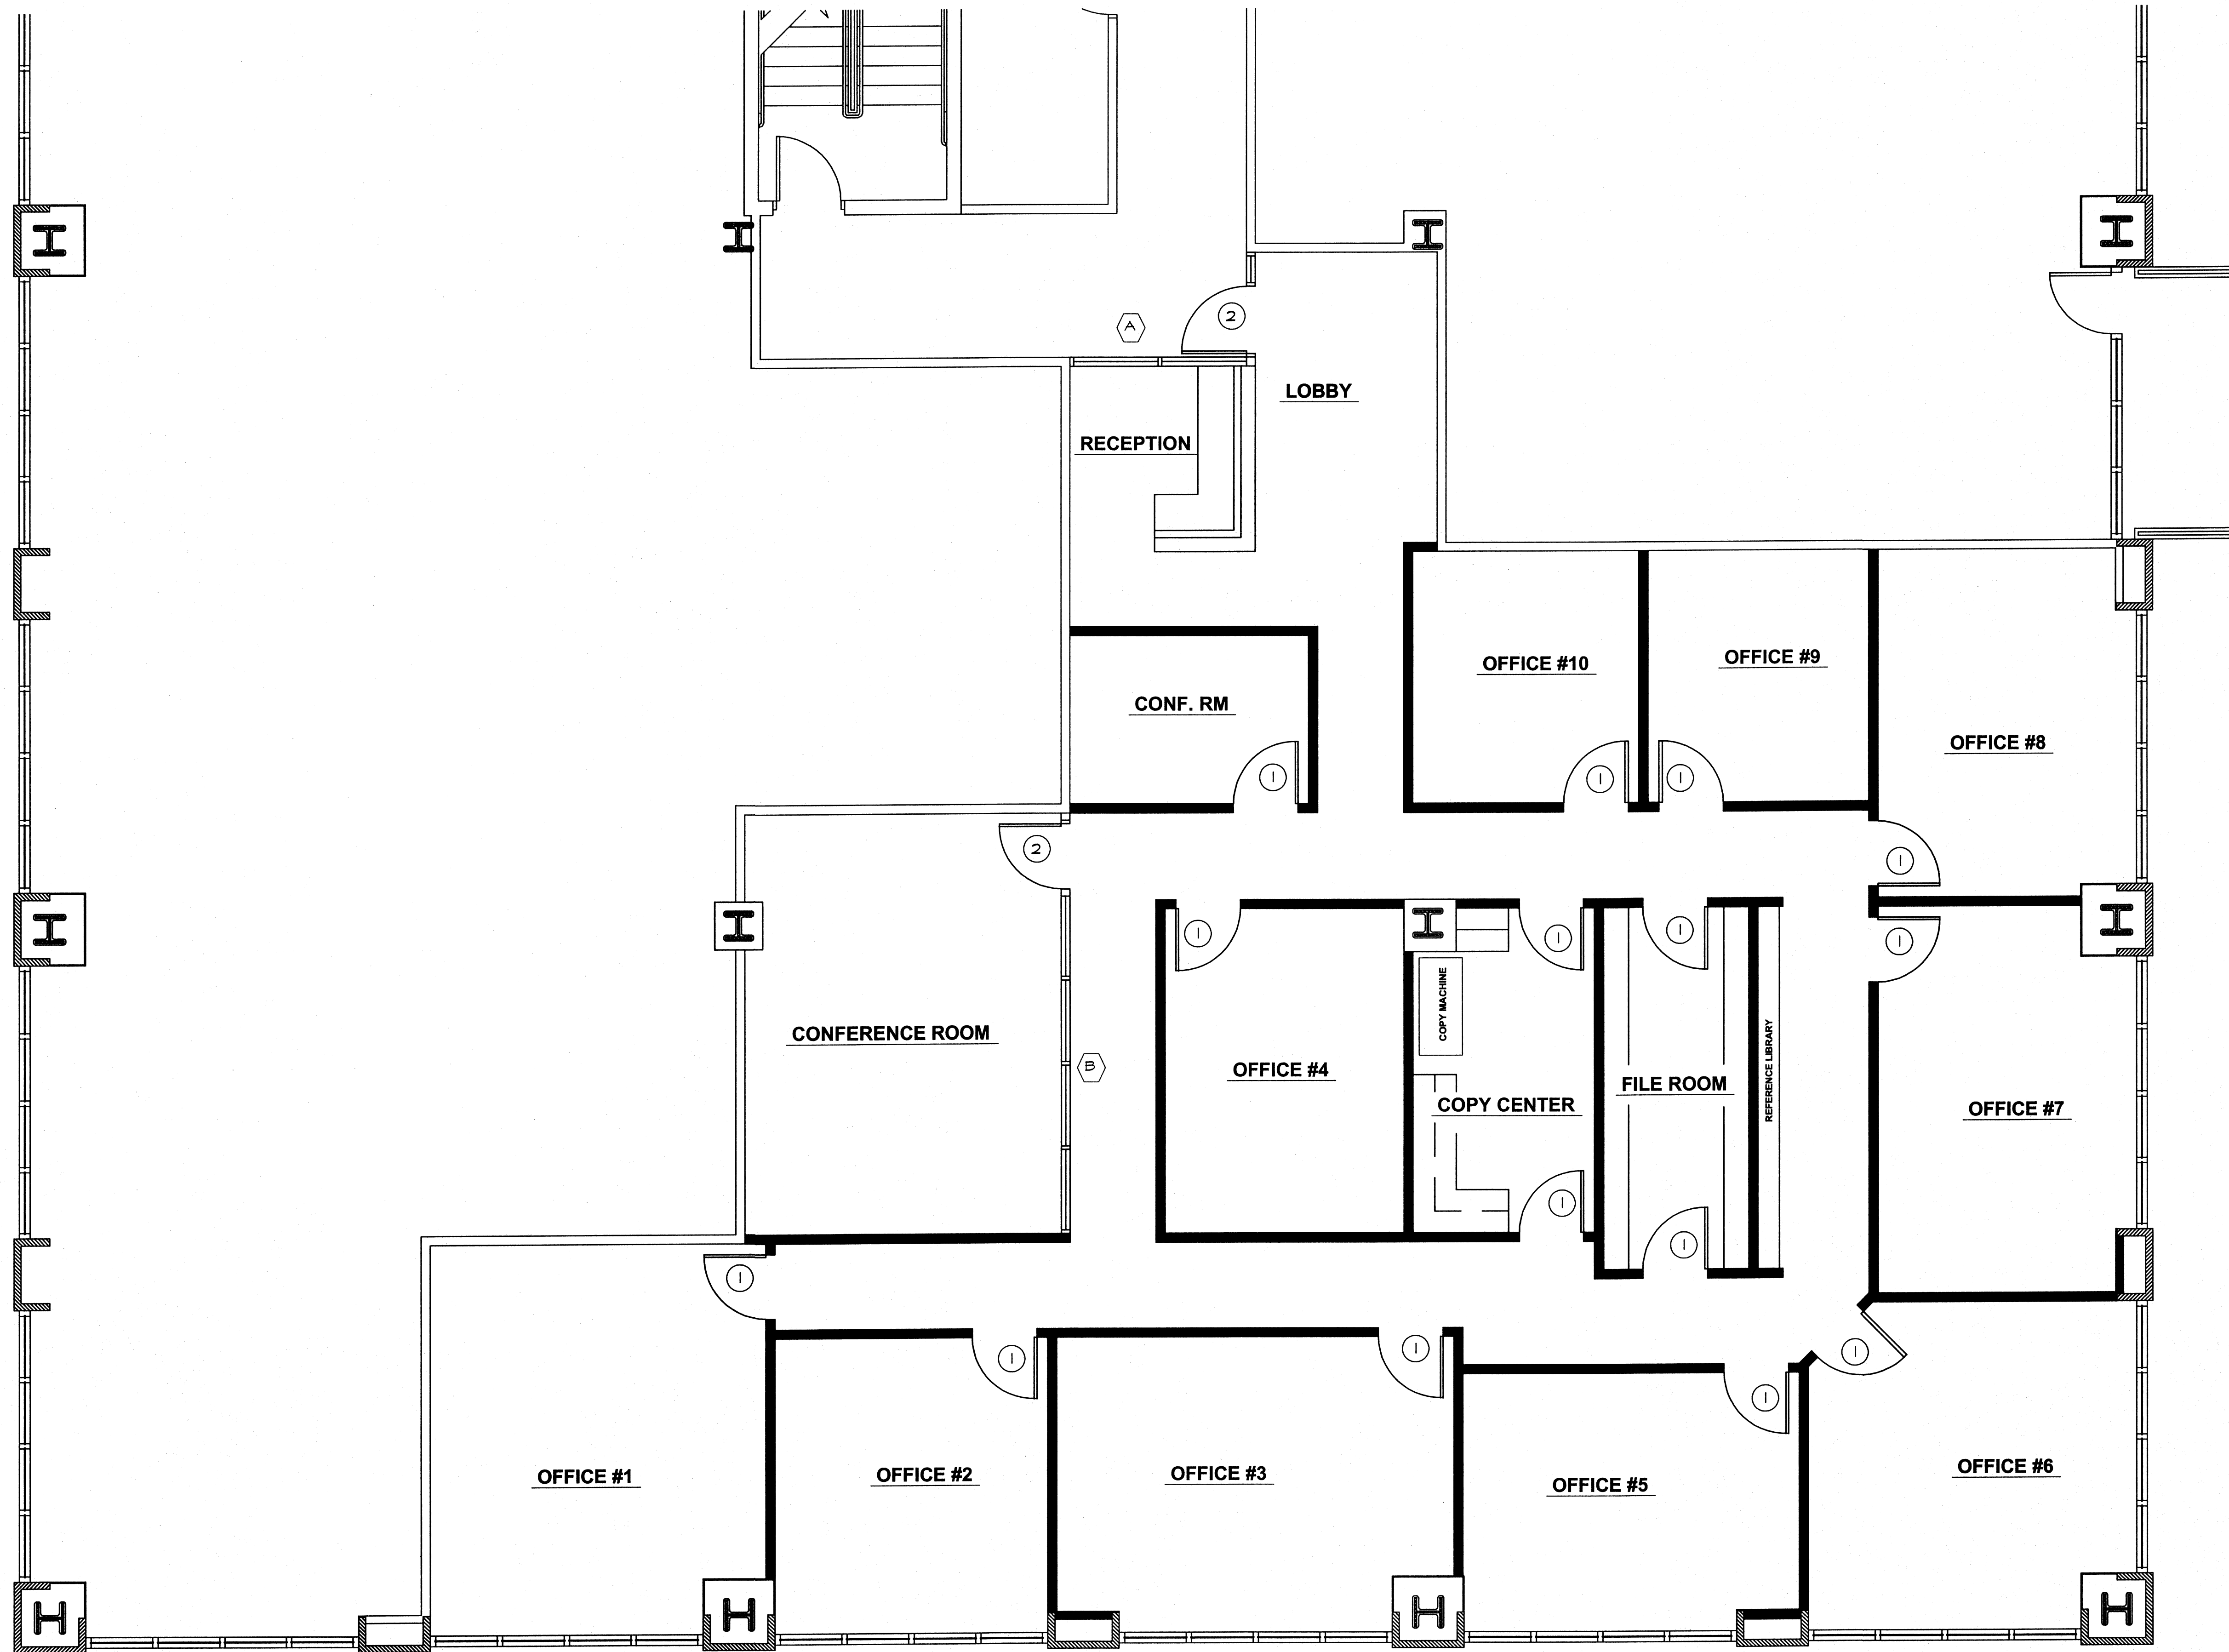 2
A
LOBBY
RECEPTION
OFFICE #10
OFFICE #9
CONF. RM
OFFICE #8
1
1
1
2
1
1
1
1
1
COPY MACHINE
CONFERENCE ROOM
B
OFFICE #4
REFERENCE LIBRARY
FILE ROOM
COPY CENTER
OFFICE #7
1
1
1
1
1
1
1
1
OFFICE #1
OFFICE #2
OFFICE #3
OFFICE #5
OFFICE #6